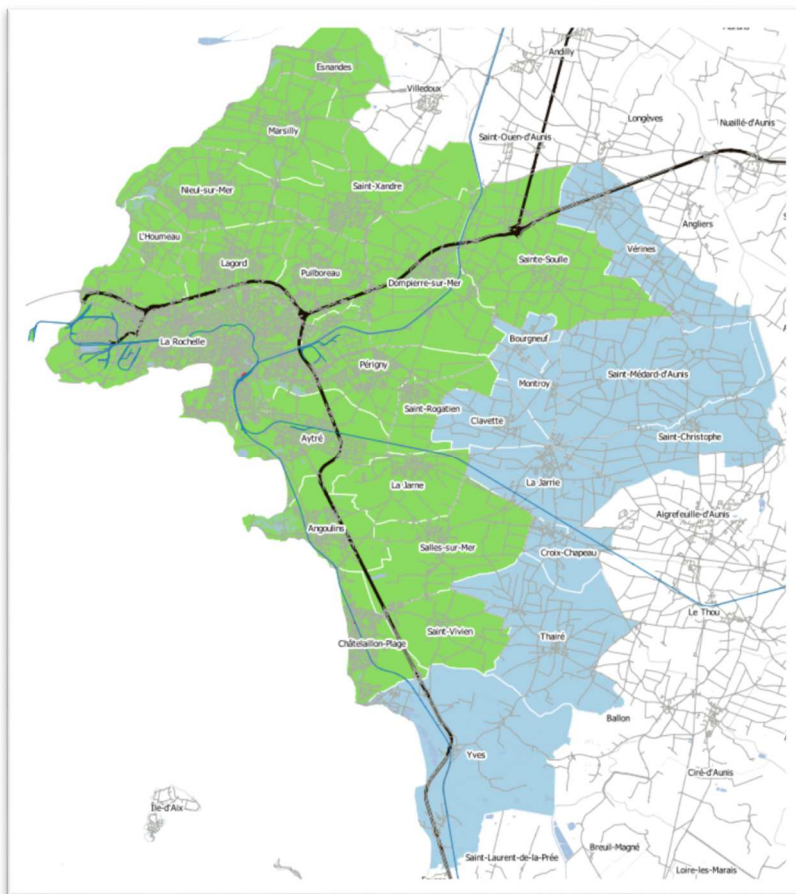 Andilly
Esnandes
Villedoux
Longèves
Nuaillé-d'Aunis
Marsilly
Saint-Ouen-d'Aunis
Nieul-sur-Mer
Saint-Xandre
Angliers
L'Houmeau
Vérines
Lagord
Sainte-Soulle
Puilboreau
Dompierre-sur-Mer
La Rochelle
Bourgneuf
Périgny
Saint-Médard-d'Aunis
Montroy
Saint-Rogatien
Clavette
Aytré
Saint-Christophe
La Jarne
La Jarrie
Aigrefeuille-d'Aunis
Angoulins
Salles-sur-Mer
Croix-Chapeau
Le Thou
Saint-Vivien
Thairé
Châtelaillon-Plage
Ballon
Yves
Ciré-d'Aunis
Île-d'Aix
Breuil-Magné
Saint-Laurent-de-la-Prée
Loire-les-Marais